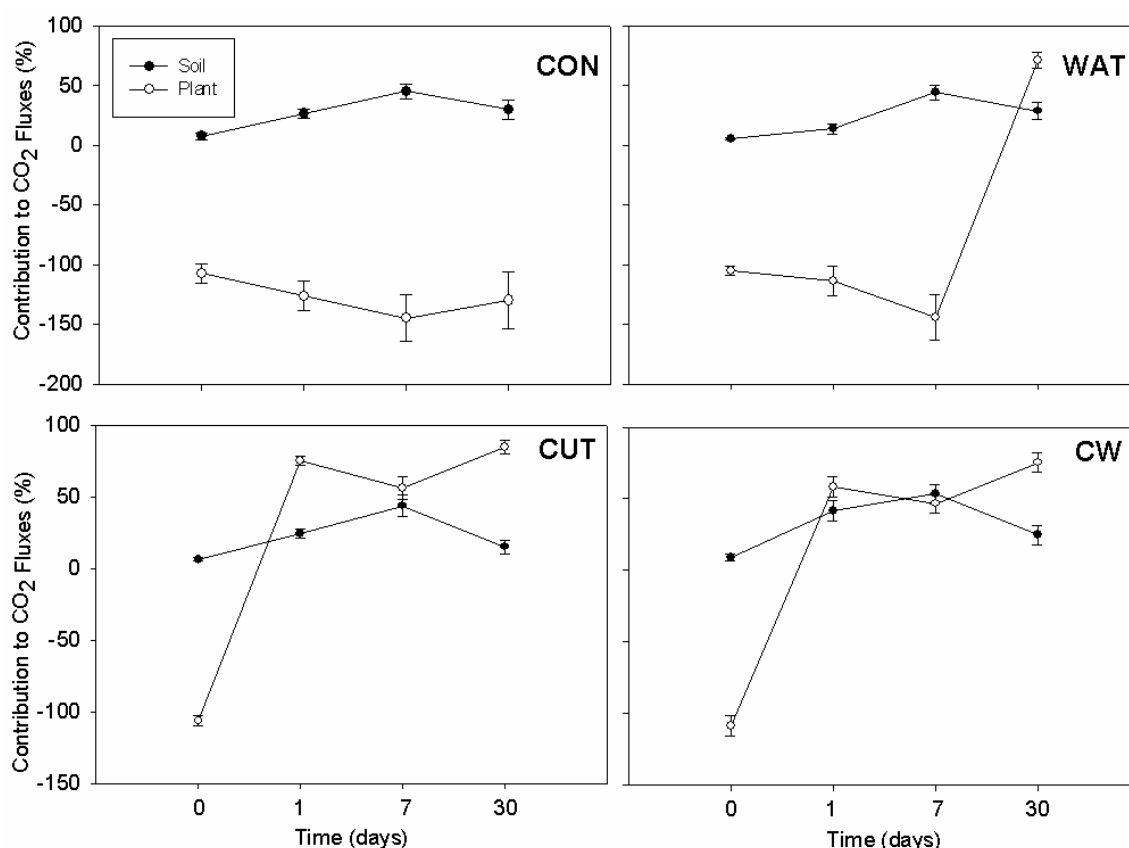 100
50
0
-50
-100
-150
-200
Contribution to CO2 Fluxes (%)
Soil
Plant
CON
WAT
100
50
0
-50
-100
-150
Contribution to CO2 Fluxes (%)
CUT
CW
0 1 7 30
Time (days)
0 1 7 30
Time (days)